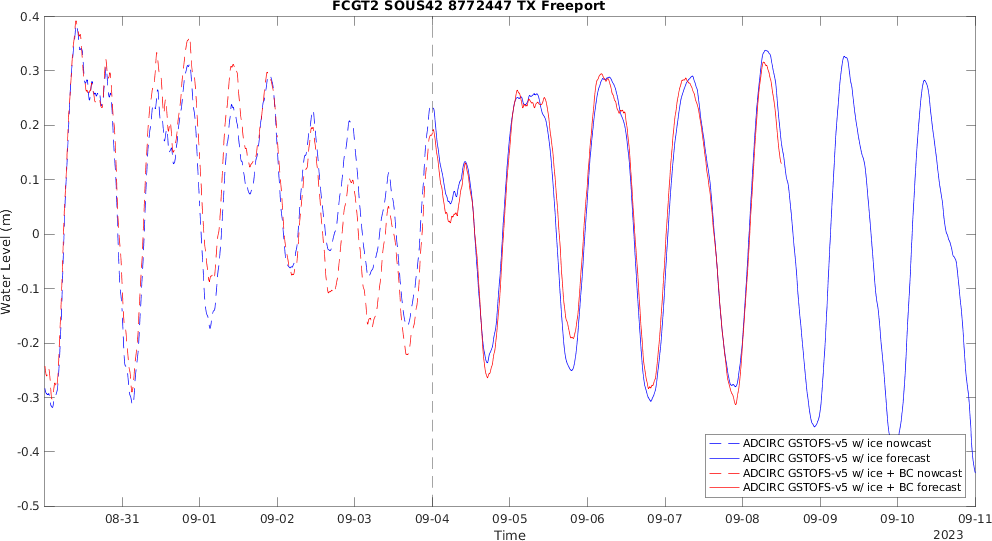 FCGT2 SOUS42 8772447 TX Freeport
0.4
0.3
0.2
0.1
0
-0.1
-0.2
-0.3
-0.4
-0.5
Water Level (m)
08-31 09-01 09-02 09-03 09-04 09-05 09-06 09-07 09-08 09-09 09-10 09-11
Time
2023
ADCIRC GSTOFS-v5 w/ ice nowcast
ADCIRC GSTOFS-v5 w/ ice forecast
ADCIRC GSTOFS-v5 w/ ice + BC nowcast
ADCIRC GSTOFS-v5 w/ ice + BC forecast